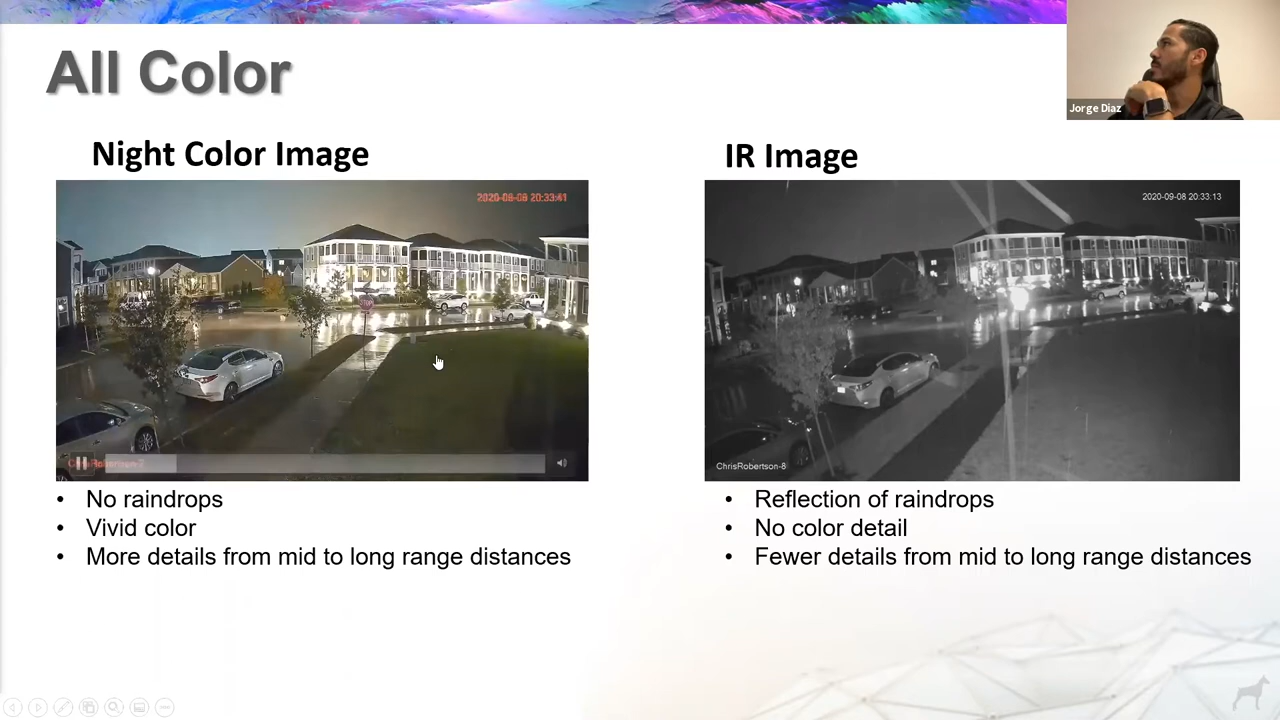 All Color
Jorge Diaz
Night Color Image
IR Image
2020-09-08 20:33:41
2020-09-08 20:33:13
STOP
ChrisRobertson-8
• No raindrops
• Vivid color
• More details from mid to long range distances
• Reflection of raindrops
• No color detail
• Fewer details from mid to long range distances